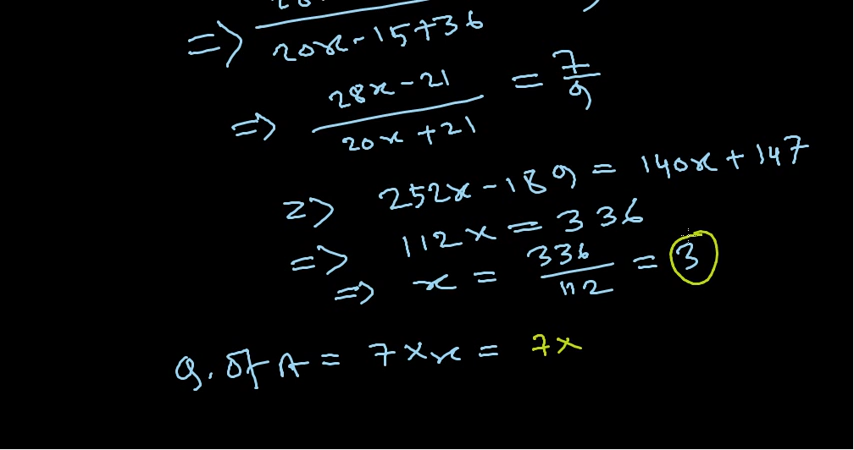 => 20x-15+36
=> 28x-21 / 20x+21 = 7/9
=> 252x-189 = 140x+147
=> 112x = 336
=> x = 336/112 = 3
Q. Of A = 7×x = 7×